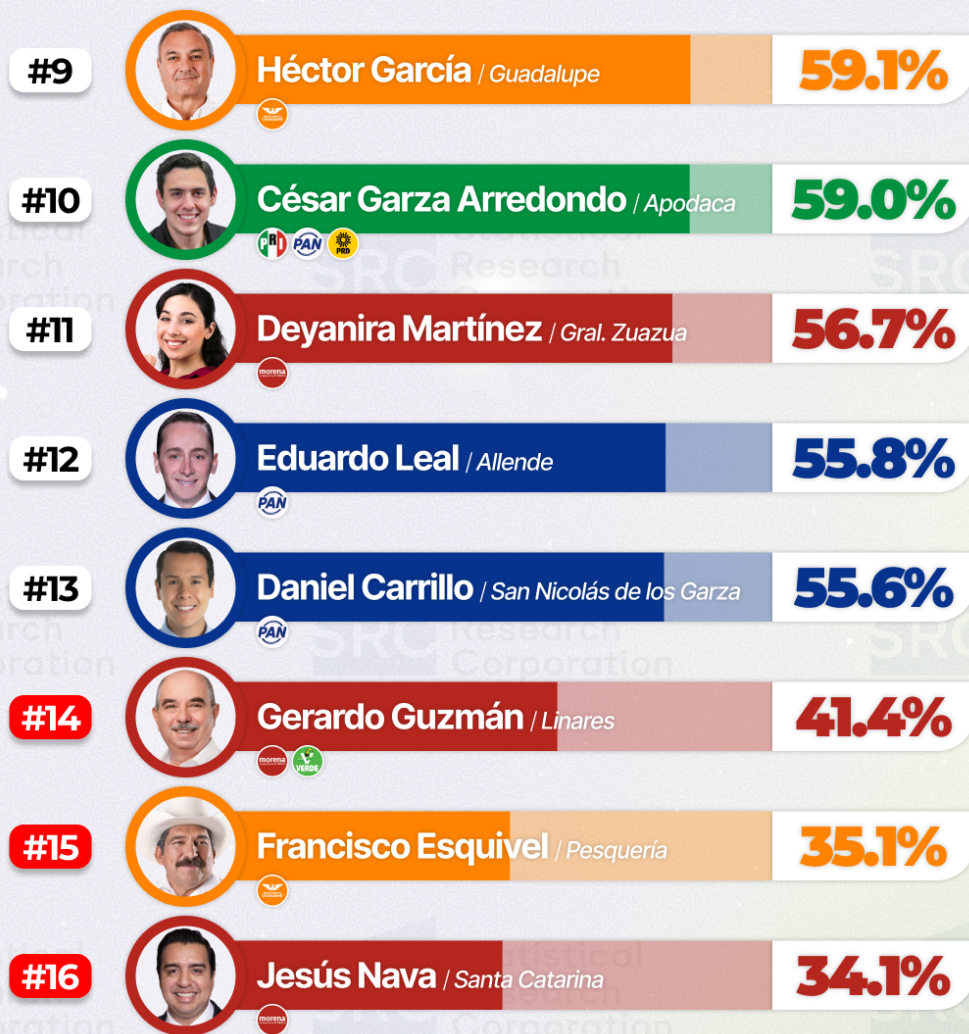 #9 Héctor García / Guadalupe 59.1%
#10 César Garza Arredondo / Apodaca 59.0%
PRI PAN PRD
#11 Deyanira Martínez / Gral. Zuazua 56.7%
morena
#12 Eduardo Leal / Allende 55.8%
PAN
#13 Daniel Carrillo / San Nicolás de los Garza 55.6%
PAN
#14 Gerardo Guzmán / Linares 41.4%
morena VERDE
#15 Francisco Esquivel / Pesquería 35.1%
#16 Jesús Nava / Santa Catarina 34.1%
morena
SRC Research
Corporation